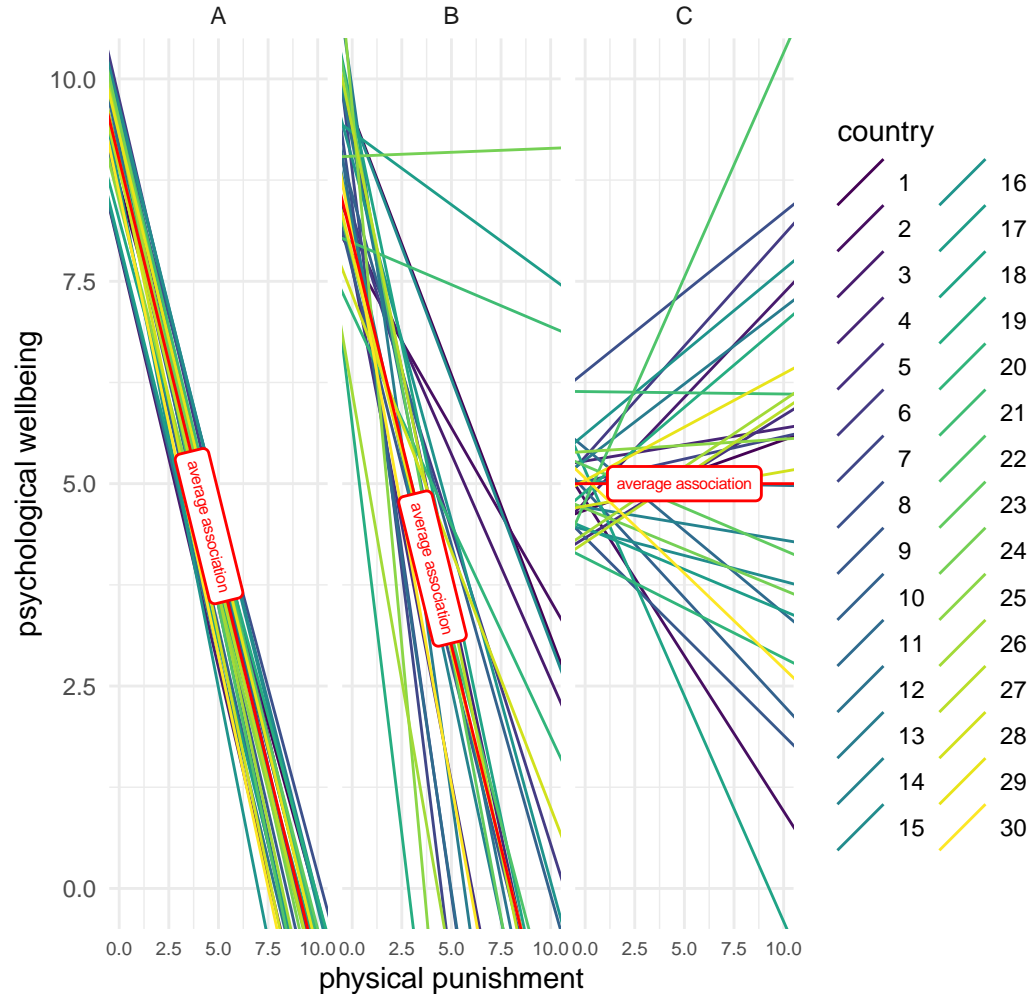 A B C
10.0
7.5
5.0
2.5
0.0
psychological wellbeing
average association
average association
average association
0.0 2.5 5.0 7.5 10.0 0.0 2.5 5.0 7.5 10.0 0.0 2.5 5.0 7.5 10.0
physical punishment
country
1 16
2 17
3 18
4 19
5 20
6 21
7 22
8 23
9 24
10 25
11 26
12 27
13 28
14 29
15 30